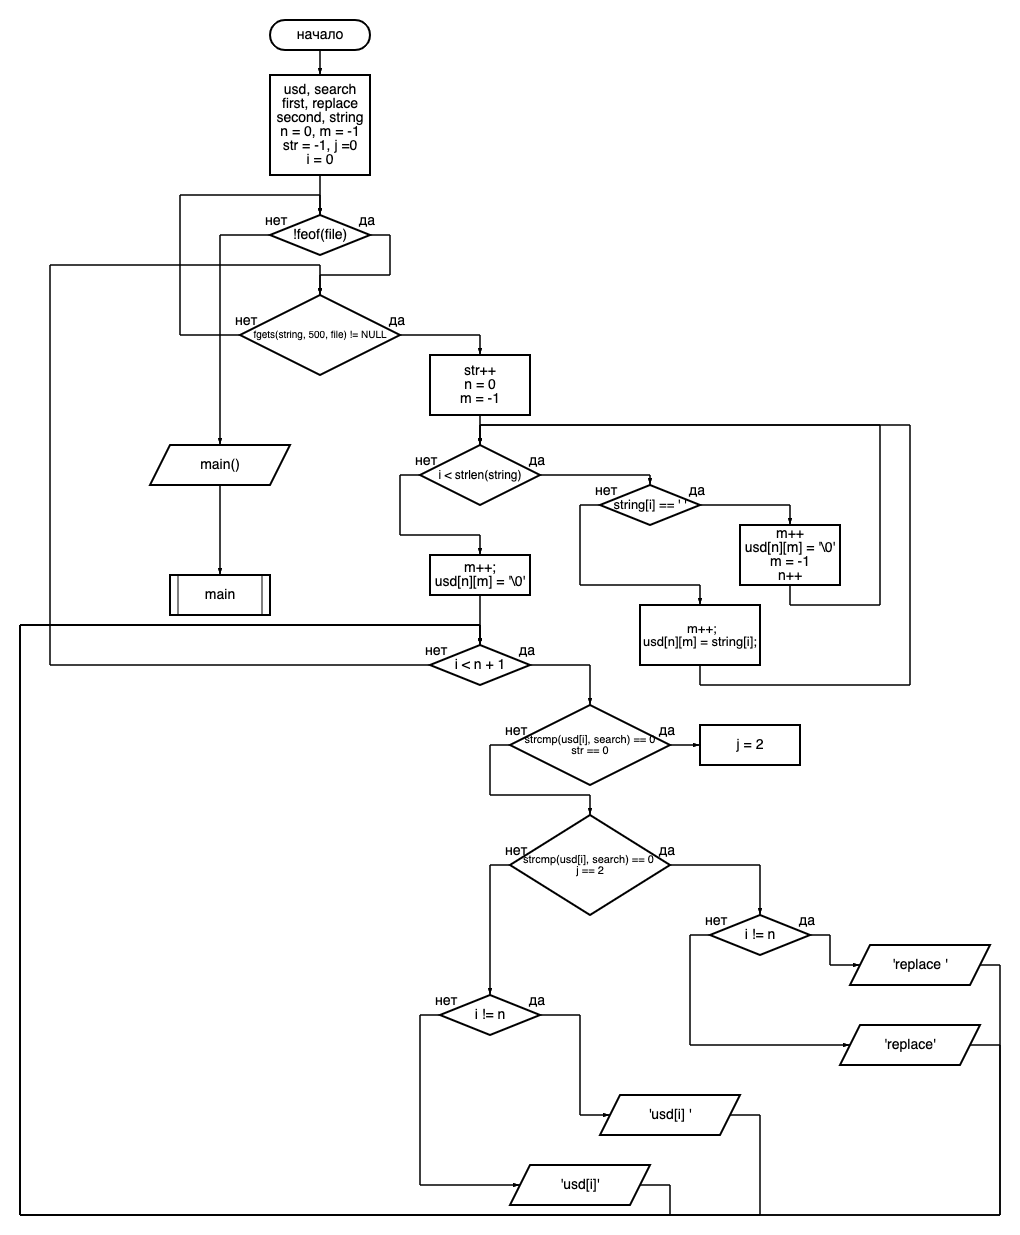 начало
usd, search
first, replace
second, string
n = 0, m = -1
str = -1, j =0
i = 0
нет
да
!feof(file)
нет
да
fgets(string, 500, file) != NULL
str++
n = 0
m = -1
main()
нет
да
i < strlen(string)
нет
да
string[i] == ' '
m++
usd[n][m] = '\0'
m = -1
n++
m++;
usd[n][m] = '\0'
main
m++;
usd[n][m] = string[i];
нет
да
i < n + 1
нет
да
strcmp(usd[i], search) == 0
str == 0
j = 2
нет
да
strcmp(usd[i], search) == 0
j == 2
нет
да
i != n
'replace '
нет
да
i != n
'replace'
'usd[i] '
'usd[i]'